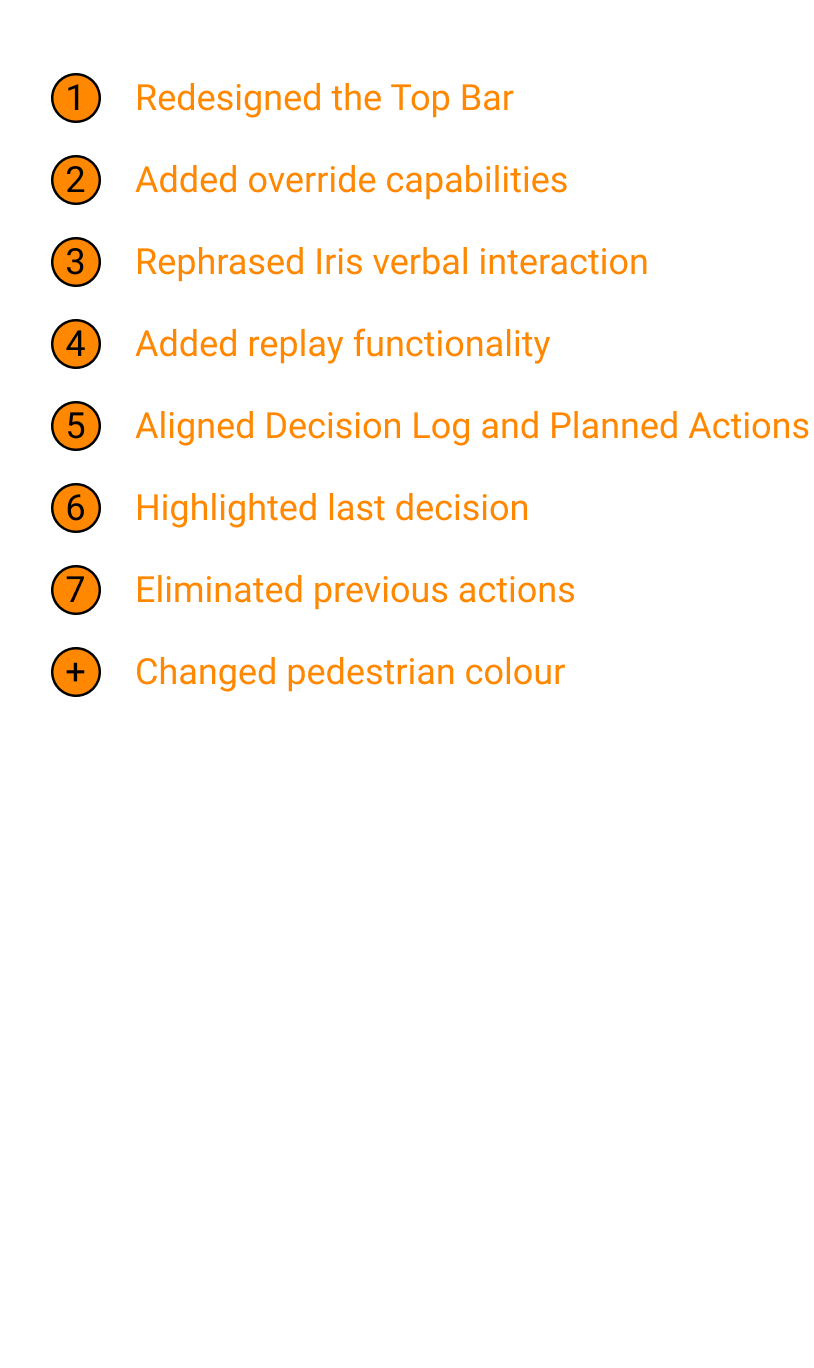 1 Redesigned the Top Bar
2 Added override capabilities
3 Rephrased Iris verbal interaction
4 Added replay functionality
5 Aligned Decision Log and Planned Actions
6 Highlighted last decision
7 Eliminated previous actions
+ Changed pedestrian colour